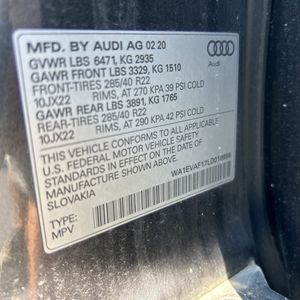 MFD. BY AUDI AG 02 20
GVWR LBS 6471, KG 2935
GAWR FRONT LBS 3329, KG 1510
FRONT-TIRES 285/40 R22
10JX22 RIMS, AT 270 KPA 39 PSI COLD
GAWR REAR LBS 3891, KG 1765
REAR-TIRES 285/40 R22
10JX22 RIMS, AT 290 KPA 42 PSI COLD
THIS VEHICLE CONFORMS TO ALL APPLICABLE
U.S. FEDERAL MOTOR VEHICLE SAFETY STANDARDS
IN EFFECT ON THE DATE OF
MANUFACTURE SHOWN ABOVE.
SLOVAKIA
TYPE:
MPV
Audi